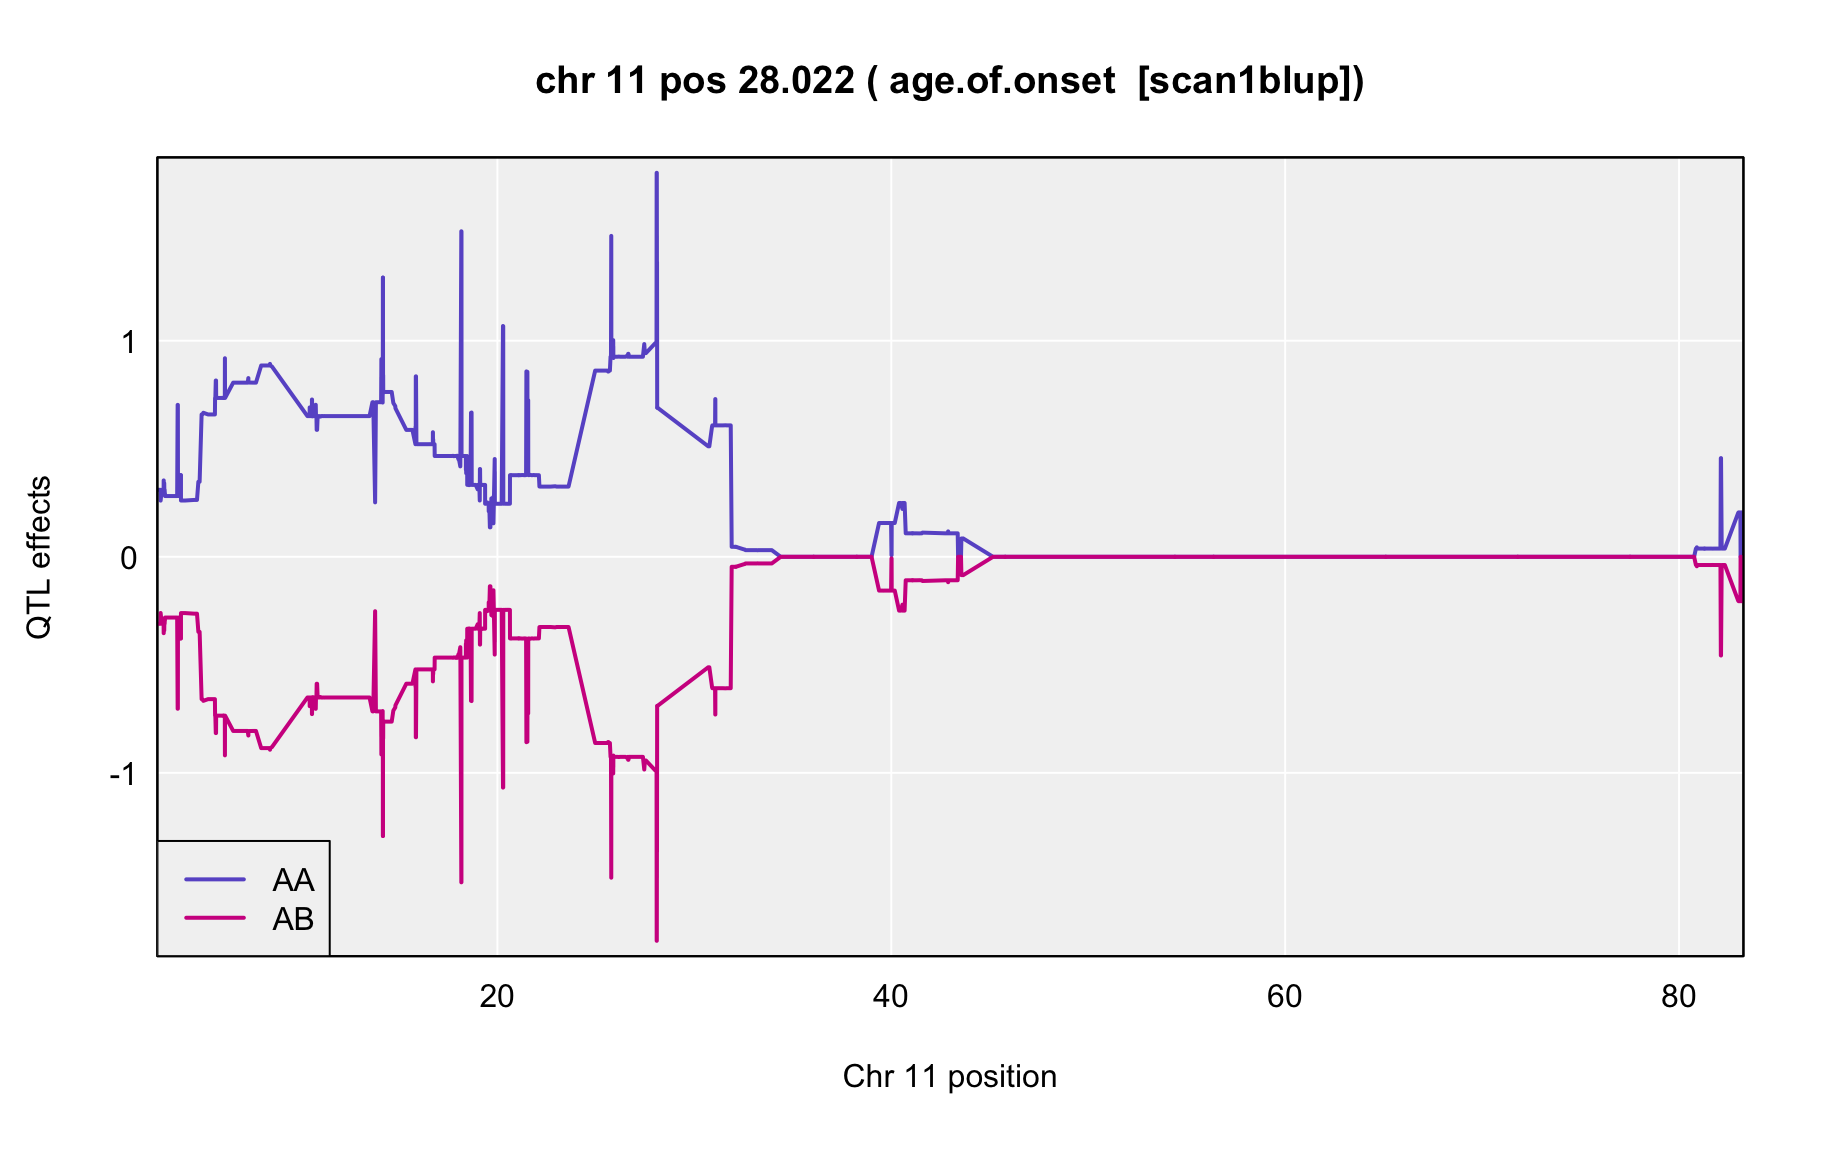 chr 11 pos 28.022 ( age.of.onset  [scan1blup])
QTL effects
1
0
-1
AA
AB
20 40 60 80
Chr 11 position